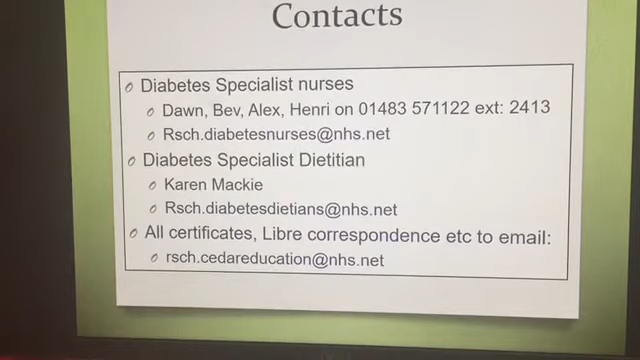 Contacts
Diabetes Specialist nurses
Dawn, Bev, Alex, Henri on 01483 571122 ext: 2413
Rsch.diabetesnurses@nhs.net
Diabetes Specialist Dietitian
Karen Mackie
Rsch.diabetesdietians@nhs.net
All certificates, Libre correspondence etc to email:
rsch.cedareducation@nhs.net